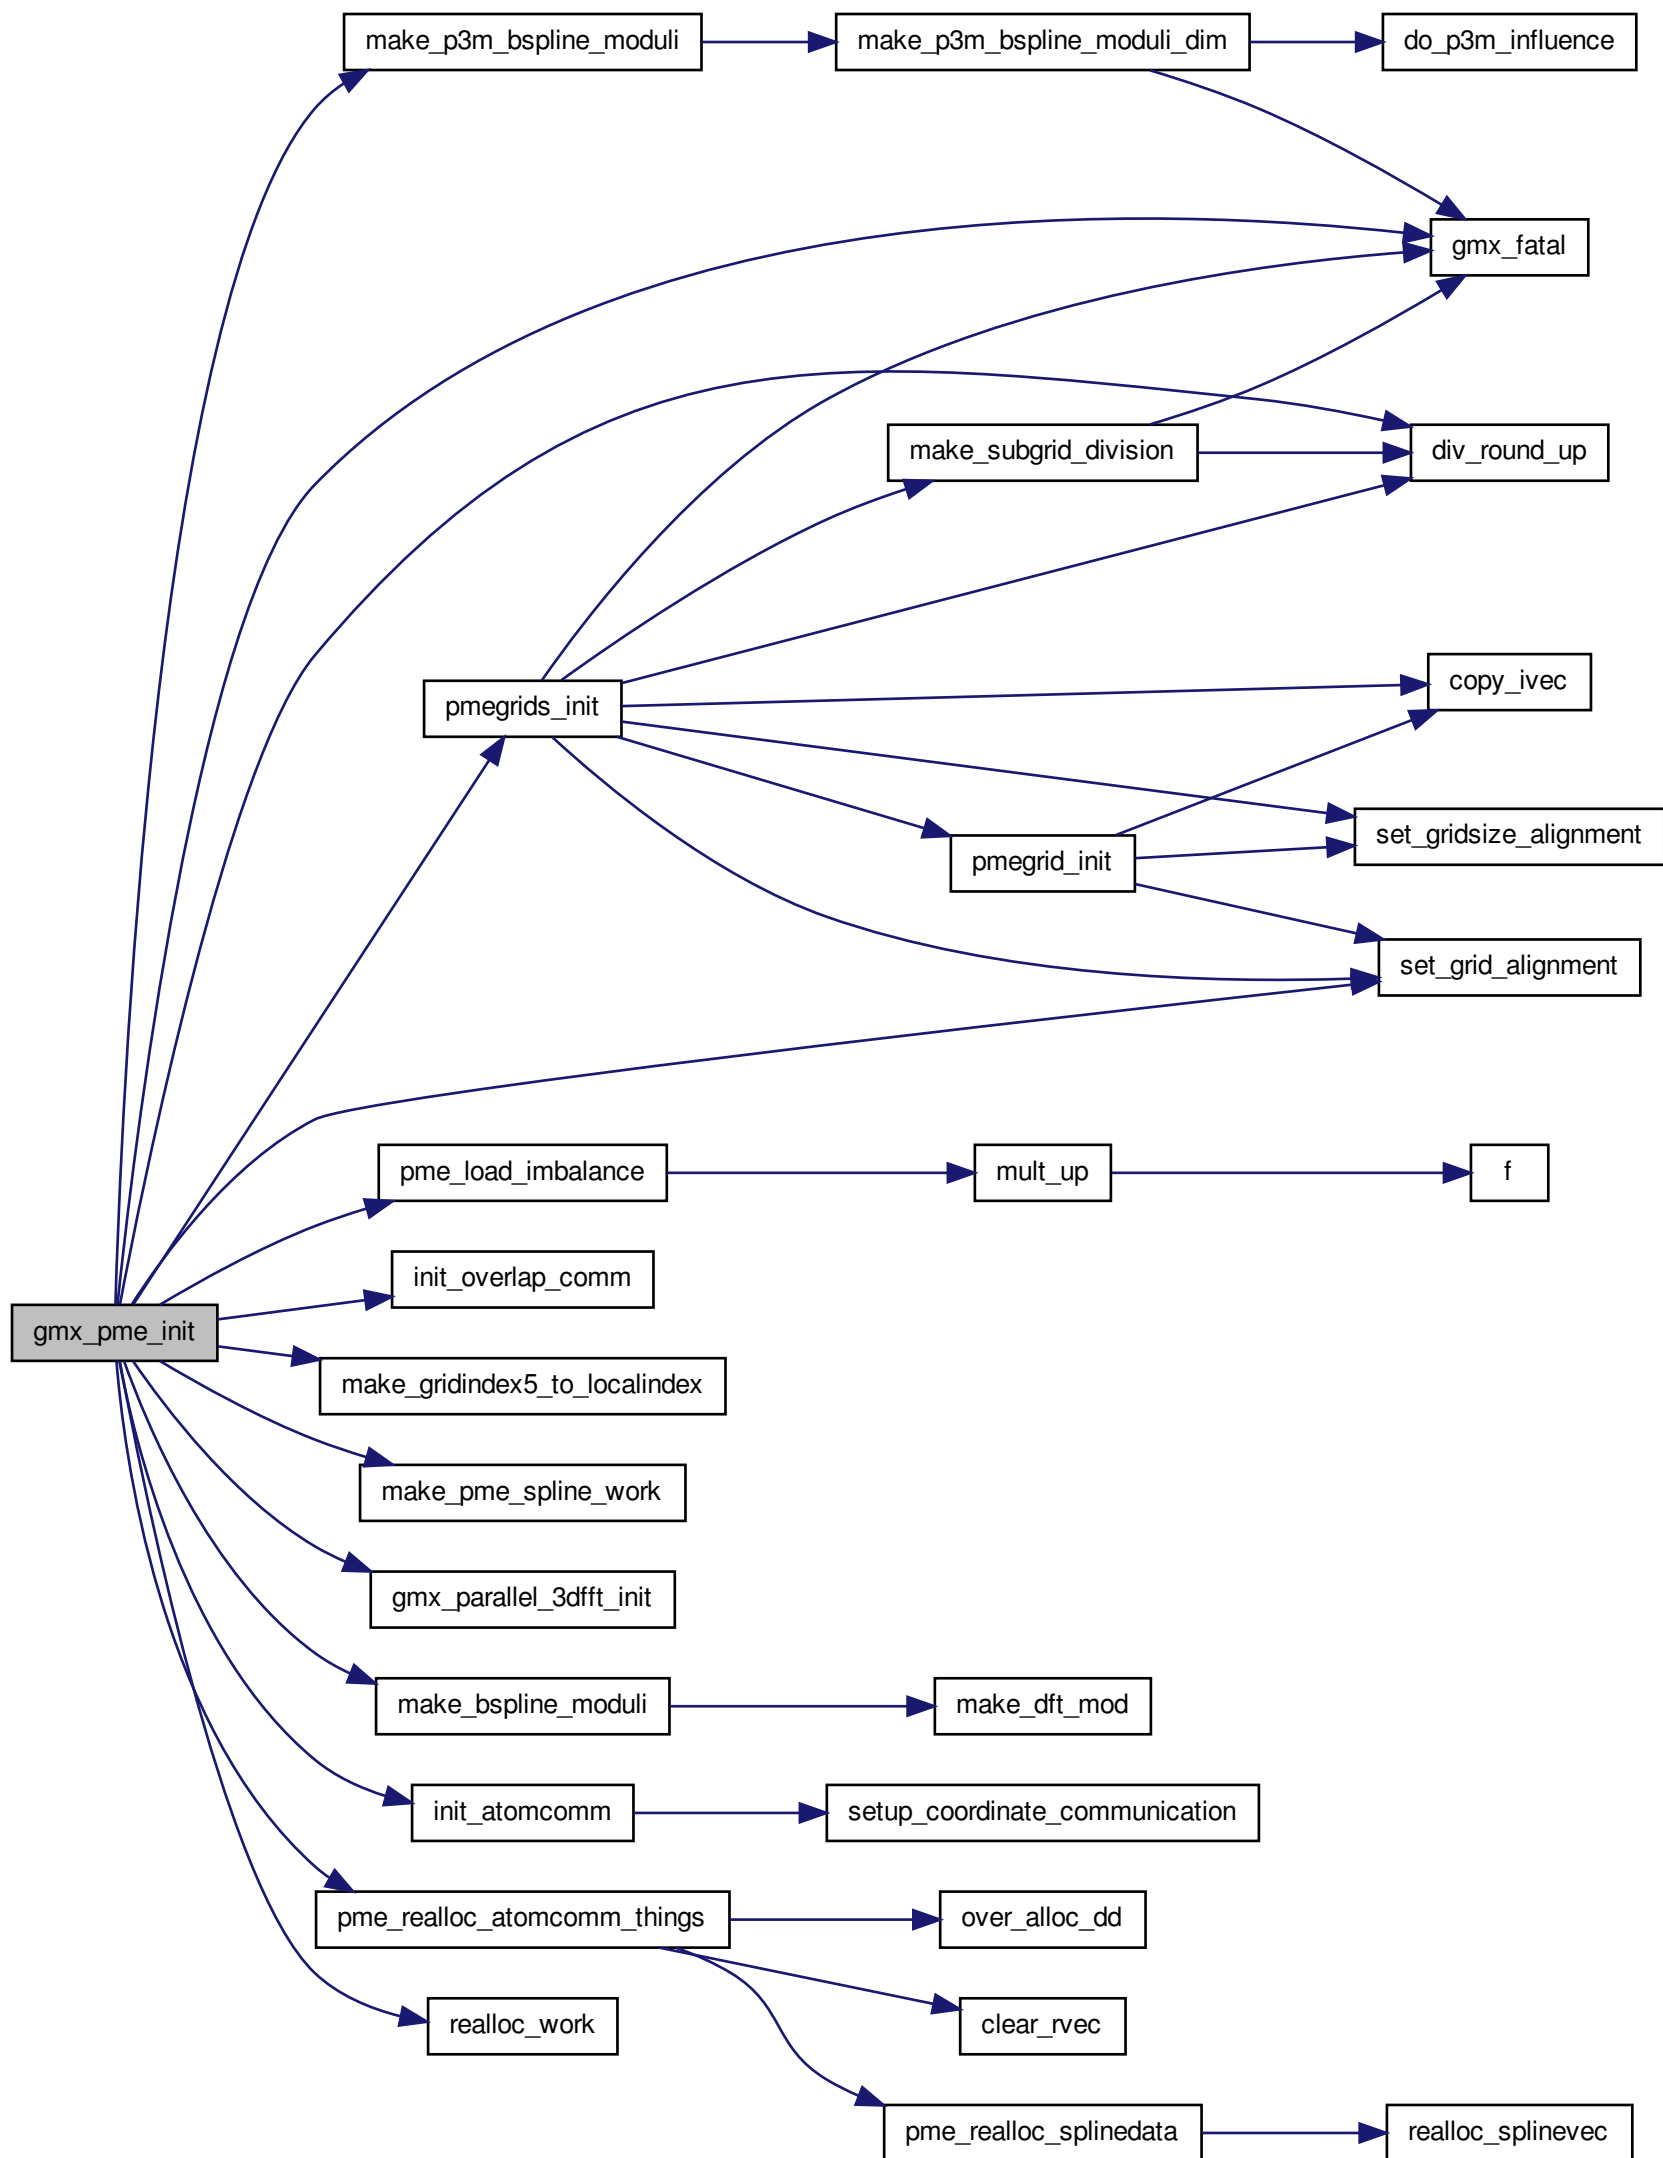 make_p3m_bspline_moduli
make_p3m_bspline_moduli_dim
do_p3m_influence
gmx_fatal
make_subgrid_division
div_round_up
pmegrids_init
copy_ivec
set_gridsize_alignment
pmegrid_init
set_grid_alignment
pme_load_imbalance
mult_up
f
init_overlap_comm
gmx_pme_init
make_gridindex5_to_localindex
make_pme_spline_work
gmx_parallel_3dfft_init
make_bspline_moduli
make_dft_mod
init_atomcomm
setup_coordinate_communication
pme_realloc_atomcomm_things
over_alloc_dd
realloc_work
clear_rvec
pme_realloc_splinedata
realloc_splinevec